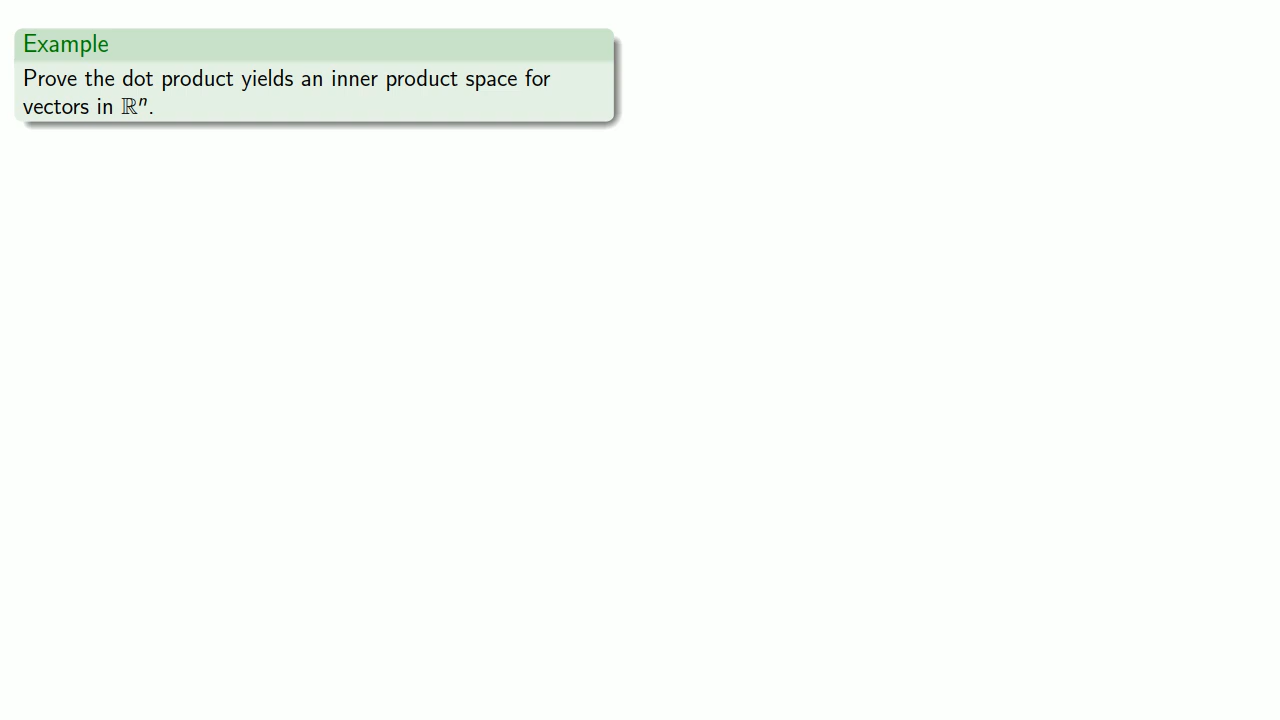 Example
Prove the dot product yields an inner product space for
vectors in ℝⁿ.